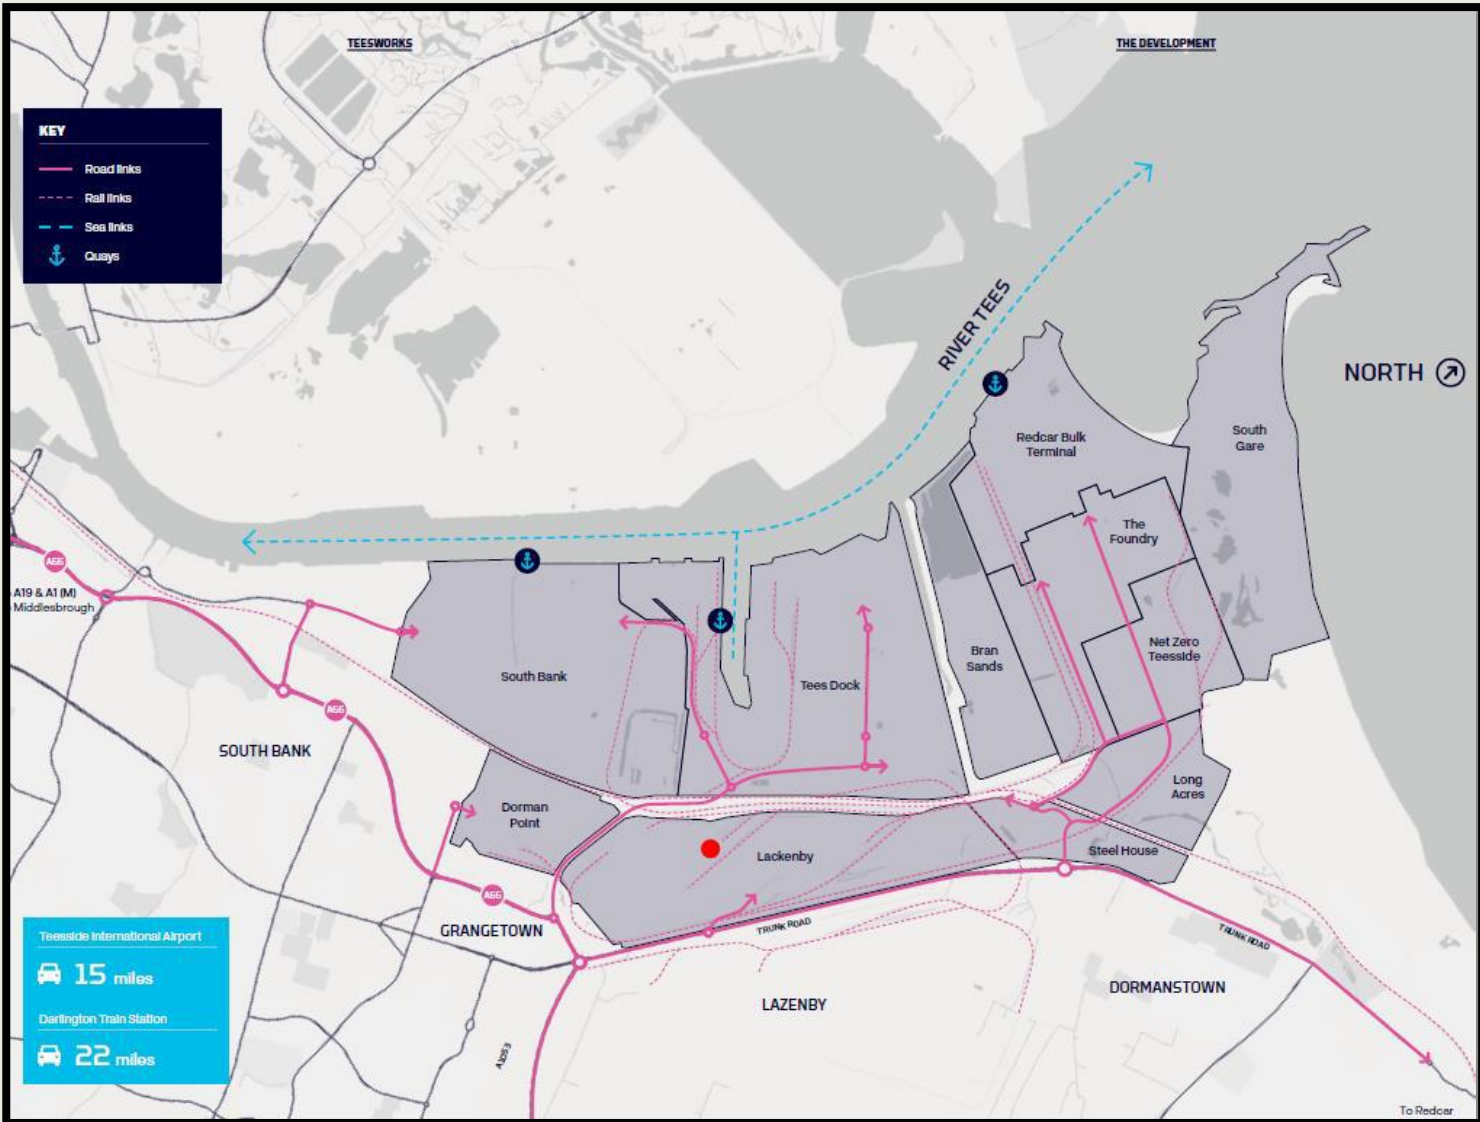 TEESWORKS
THE DEVELOPMENT
KEY
Road links
Rail links
Sea links
Quays
RIVER TEES
NORTH
Redcar Bulk
Terminal
South
Gare
The
Foundry
A66
A19 & A1 (M)
Middlesbrough
South Bank
Tees Dock
Bran
Sands
Net Zero
Teesside
A66
SOUTH BANK
Dorman
Point
Long
Acres
Lackenby
Steel House
A66
GRANGETOWN
TRUNK ROAD
TRUNK ROAD
LAZENBY
DORMANSTOWN
A1053
Teesside International Airport
15 miles
Darlington Train Station
22 miles
To Redcar